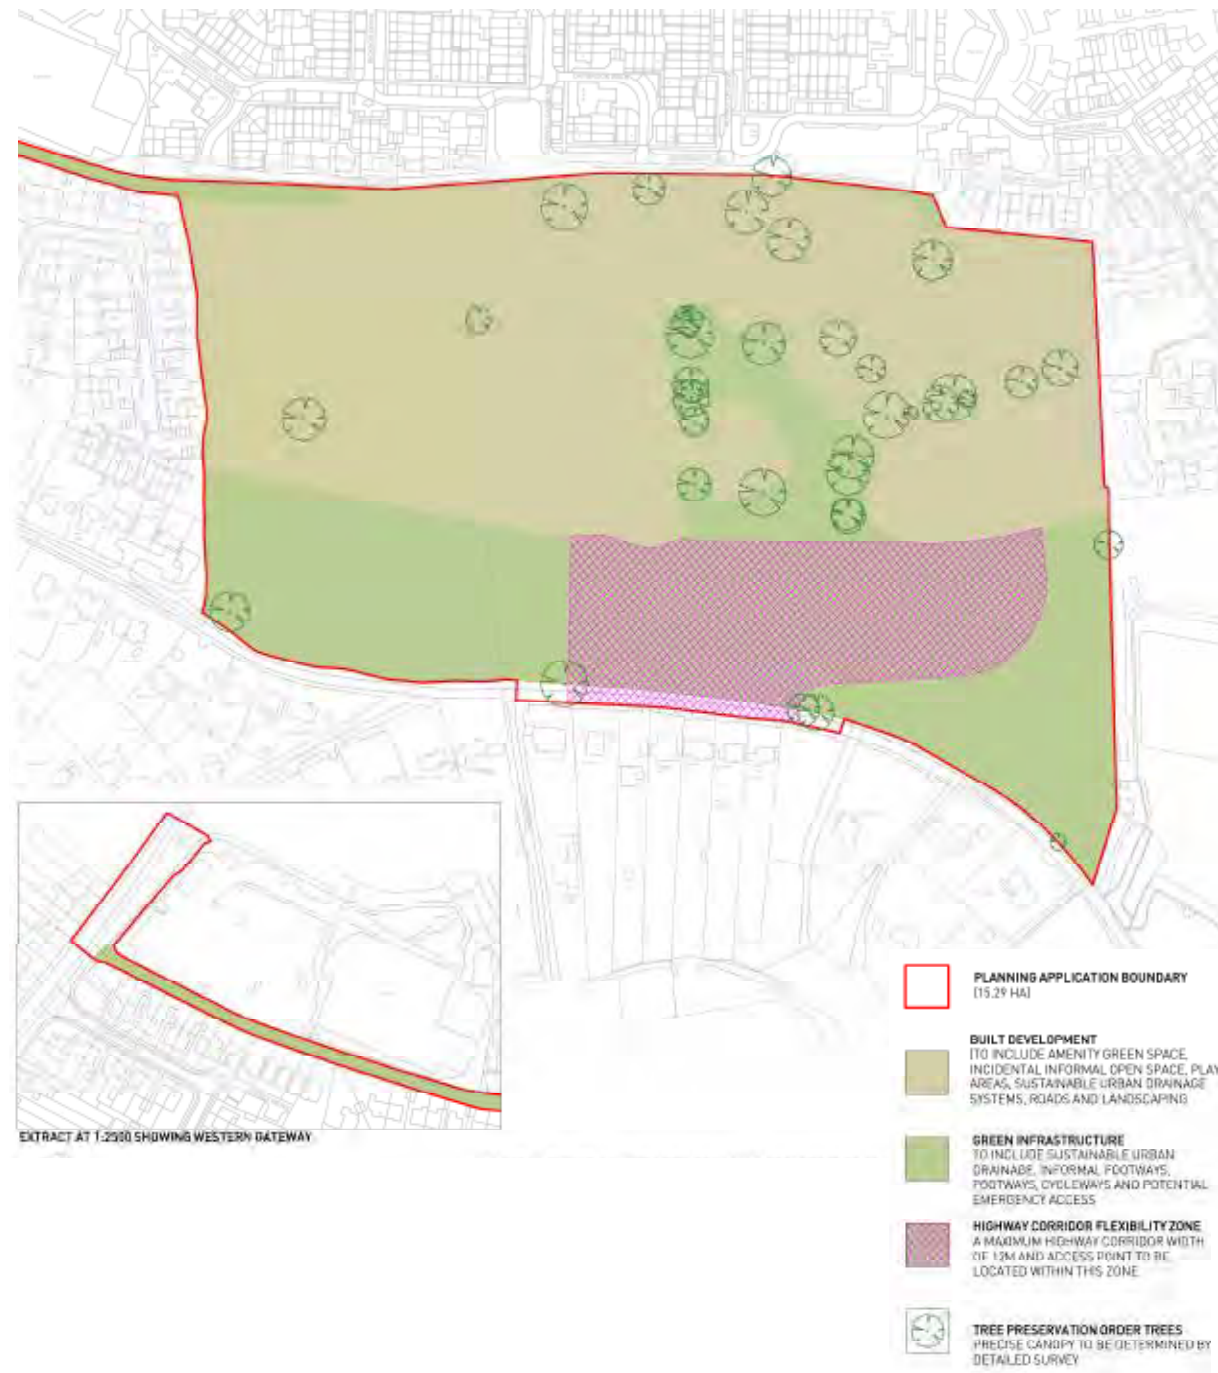 EXTRACT AT 1:2500 SHOWING WESTERN GATEWAY
PLANNING APPLICATION BOUNDARY
[15.29 HA]
BUILT DEVELOPMENT
[TO INCLUDE AMENITY GREEN SPACE,
INCIDENTAL INFORMAL OPEN SPACE, PLAY
AREAS, SUSTAINABLE URBAN DRAINAGE
SYSTEMS, ROADS AND LANDSCAPING
GREEN INFRASTRUCTURE
TO INCLUDE SUSTAINABLE URBAN
DRAINAGE, INFORMAL FOOTWAYS,
FOOTWAYS, CYCLEWAYS AND POTENTIAL
EMERGENCY ACCESS
HIGHWAY CORRIDOR FLEXIBILITY ZONE
A MAXIMUM HIGHWAY CORRIDOR WIDTH
OF 12M AND ACCESS POINT TO BE
LOCATED WITHIN THIS ZONE
TREE PRESERVATION ORDER TREES
PRECISE CANOPY TO BE DETERMINED BY
DETAILED SURVEY